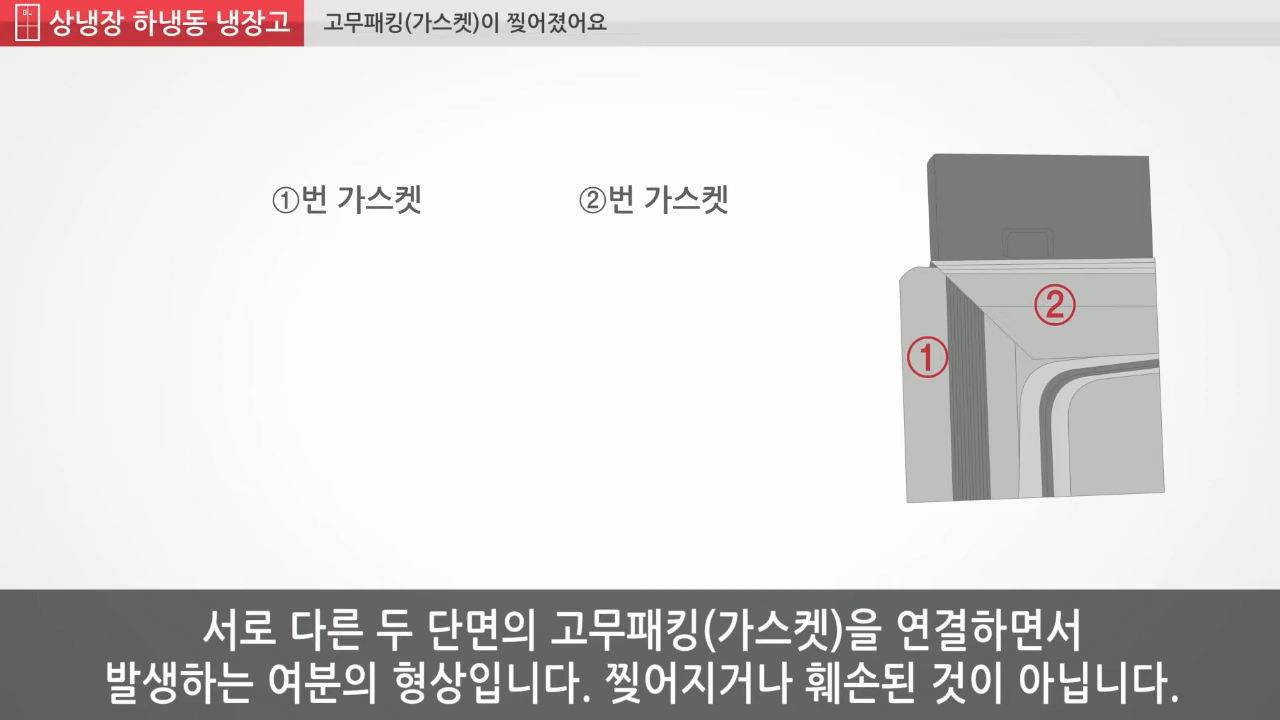 상냉장 하냉동 냉장고
고무패킹(가스켓)이 찢어졌어요
①번 가스켓
②번 가스켓
②
①
서로 다른 두 단면의 고무패킹(가스켓)을 연결하면서
발생하는 여분의 형상입니다. 찢어지거나 훼손된 것이 아닙니다.